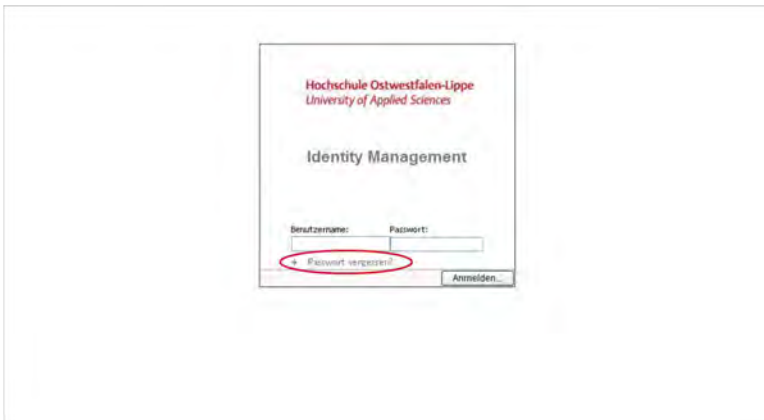 Hochschule Ostwestfalen-Lippe
University of Applied Sciences
Identity Management
Benutzername: Passwort:
Passwort vergessen?
Anmelden...